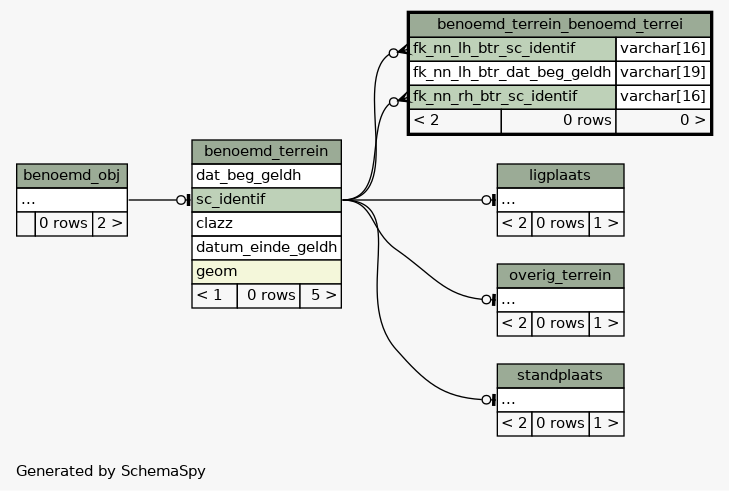 benoemd_terrein_benoemd_terrei
fk_nn_lh_btr_sc_identif varchar[16]
fk_nn_lh_btr_dat_beg_geldh varchar[19]
fk_nn_rh_btr_sc_identif varchar[16]
< 2 0 rows 0 >
benoemd_terrein
dat_beg_geldh
sc_identif
clazz
datum_einde_geldh
geom
< 1 0 rows 5 >
benoemd_obj
...
0 rows 2 >
ligplaats
...
< 2 0 rows 1 >
overig_terrein
...
< 2 0 rows 1 >
standplaats
...
< 2 0 rows 1 >
Generated by SchemaSpy